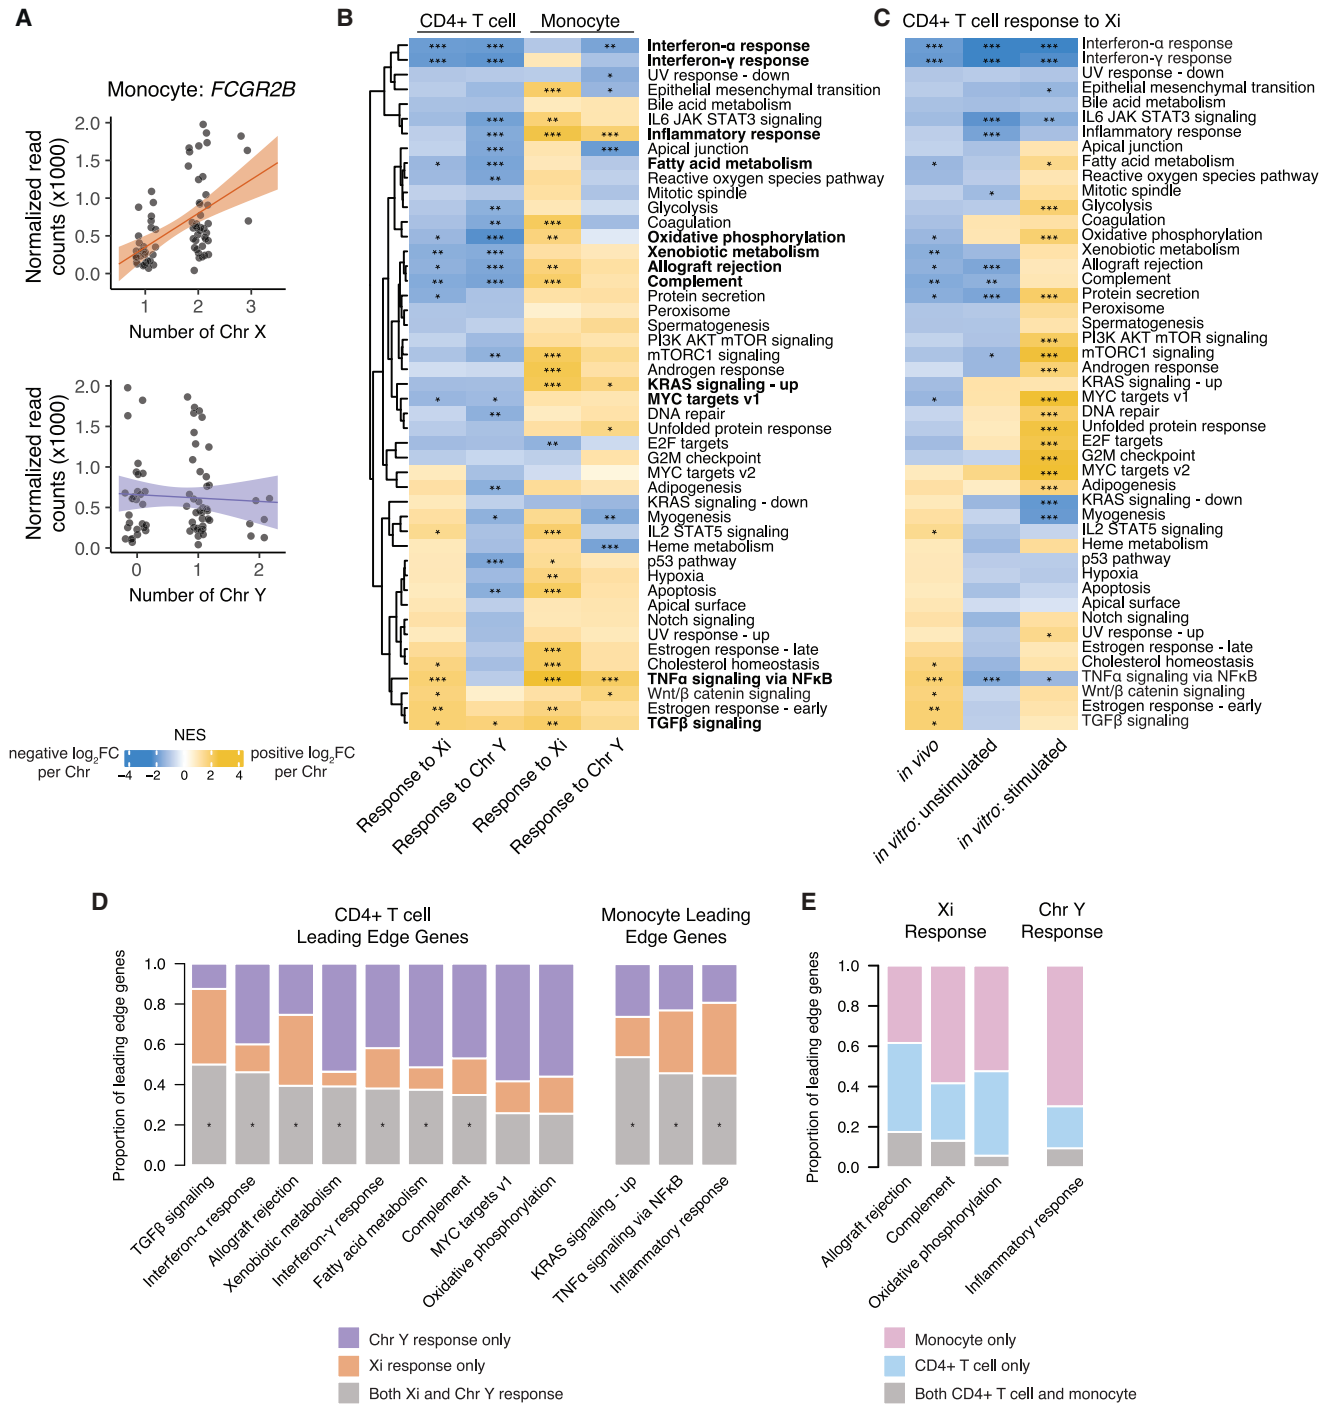 A
Monocyte: FCGR2B
Normalized read
counts (x1000)
2.0
1.5
1.0
0.5
0.0
1
2
3
Number of Chr X
Normalized read
counts (x1000)
2.0
1.5
1.0
0.5
0.0
0
1
2
Number of Chr Y
NES
negative log2FC
per Chr
−4
−2
0
2
4
positive log2FC
per Chr
B
CD4+ T cell
Monocyte
*** *** ** Interferon-α response
*** *** Interferon-γ response
* UV response - down
*** * Epithelial mesenchymal transition
Bile acid metabolism
*** ** IL6 JAK STAT3 signaling
*** *** *** Inflammatory response
*** *** Apical junction
* *** Fatty acid metabolism
** Reactive oxygen species pathway
Mitotic spindle
** Glycolysis
** *** Coagulation
* *** ** Oxidative phosphorylation
** *** Xenobiotic metabolism
* *** ** Allograft rejection
** *** *** Complement
* Protein secretion
Peroxisome
Spermatogenesis
PI3K AKT mTOR signaling
** *** mTORC1 signaling
*** Androgen response
*** * KRAS signaling - up
* * MYC targets v1
** DNA repair
* Unfolded protein response
** E2F targets
G2M checkpoint
MYC targets v2
** Adipogenesis
KRAS signaling - down
* ** Myogenesis
* *** IL2 STAT5 signaling
*** Heme metabolism
*** * p53 pathway
** Hypoxia
** *** Apoptosis
Apical surface
Notch signaling
UV response - up
*** Estrogen response - late
* *** Cholesterol homeostasis
*** *** *** TNFα signaling via NFκB
* * Wnt/β catenin signaling
** ** Estrogen response - early
* * ** TGFβ signaling
Response to Xi
Response to Chr Y
Response to Xi
Response to Chr Y
C
CD4+ T cell response to Xi
*** *** *** Interferon-α response
*** *** *** Interferon-γ response
UV response - down
* Epithelial mesenchymal transition
Bile acid metabolism
*** ** IL6 JAK STAT3 signaling
*** Inflammatory response
Apical junction
* * Fatty acid metabolism
Reactive oxygen species pathway
* Mitotic spindle
*** Glycolysis
Coagulation
* *** Oxidative phosphorylation
** Xenobiotic metabolism
* *** Allograft rejection
** ** Complement
* *** *** Protein secretion
Peroxisome
Spermatogenesis
*** PI3K AKT mTOR signaling
* *** mTORC1 signaling
*** Androgen response
KRAS signaling - up
* *** MYC targets v1
*** DNA repair
*** Unfolded protein response
*** E2F targets
*** G2M checkpoint
*** MYC targets v2
*** Adipogenesis
*** KRAS signaling - down
*** Myogenesis
* IL2 STAT5 signaling
Heme metabolism
p53 pathway
Hypoxia
Apoptosis
Apical surface
Notch signaling
* UV response - up
Estrogen response - late
* Cholesterol homeostasis
*** *** * TNFα signaling via NFκB
* Wnt/β catenin signaling
** Estrogen response - early
* TGFβ signaling
in vivo
in vitro: unstimulated
in vitro: stimulated
D
CD4+ T cell
Leading Edge Genes
Monocyte Leading
Edge Genes
Proportion of leading edge genes
1.0
0.8
0.6
0.4
0.2
0.0
* * * * * * * * * *
TGFβ signaling
Interferon-α response
Allograft rejection
Xenobiotic metabolism
Interferon-γ response
Fatty acid metabolism
Complement
MYC targets v1
Oxidative phosphorylation
KRAS signaling - up
TNFα signaling via NFκB
Inflammatory response
Chr Y response only
Xi response only
Both Xi and Chr Y response
E
Xi
Response
Chr Y
Response
Proportion of leading edge genes
1.0
0.8
0.6
0.4
0.2
0.0
Allograft rejection
Complement
Oxidative phosphorylation
Inflammatory response
Monocyte only
CD4+ T cell only
Both CD4+ T cell and monocyte